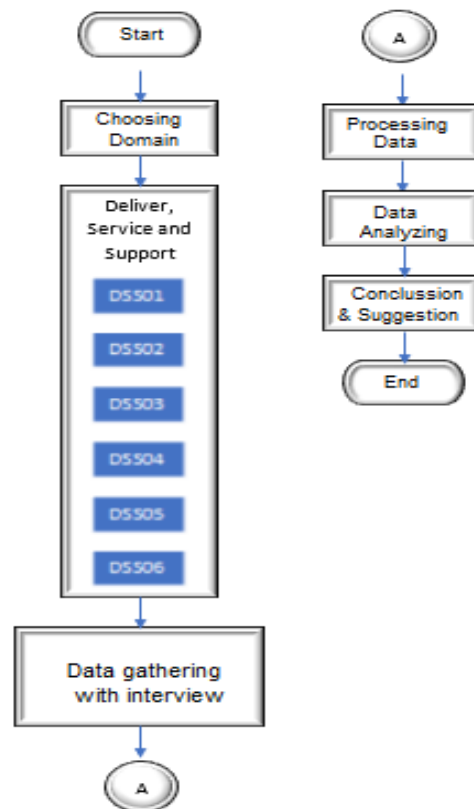 Start
Choosing
Domain
Deliver,
Service and
Support
DSS01
DSS02
DSS03
DSS04
DSS05
DSS06
Data gathering
with interview
A
A
Processing
Data
Data
Analyzing
Conclussion
& Suggestion
End